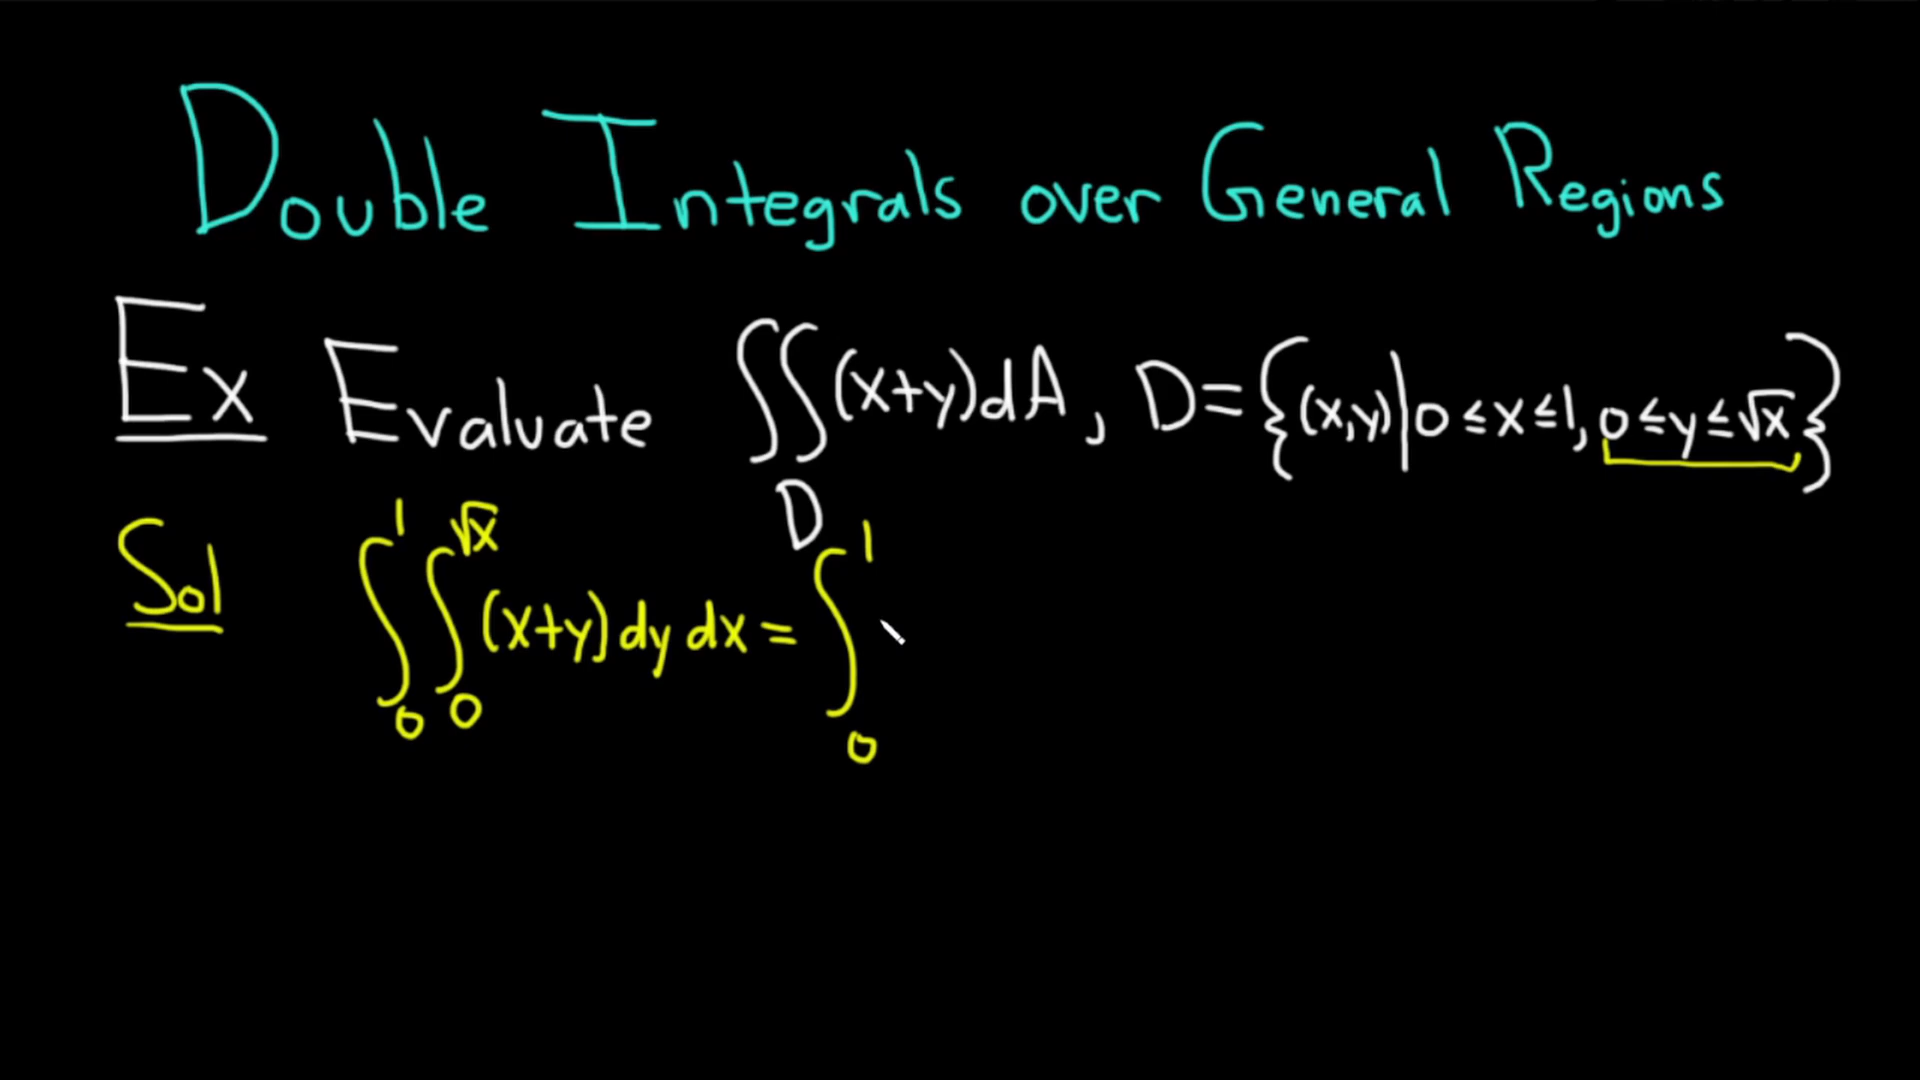 Double Integrals over General Regions
Ex Evaluate ∬_D (x+y)dA, D={(x,y)|0≤x≤1, 0≤y≤√x}
Sol ∫_0^1 ∫_0^√x (x+y)dy dx = ∫_0^1